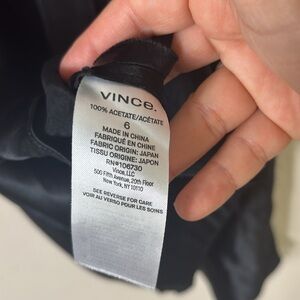 VINCE.
100% ACETATE/ACÉTATE
6
MADE IN CHINA
FABRIQUÉ EN CHINE
FABRIC ORIGIN: JAPAN
TISSU ORIGINE: JAPON
RN#106730
Vince, LLC
500 Fifth Avenue, 20th Floor
New York, NY 10110
SEE REVERSE FOR CARE
VOIR AU VERSO POUR LES SOINS